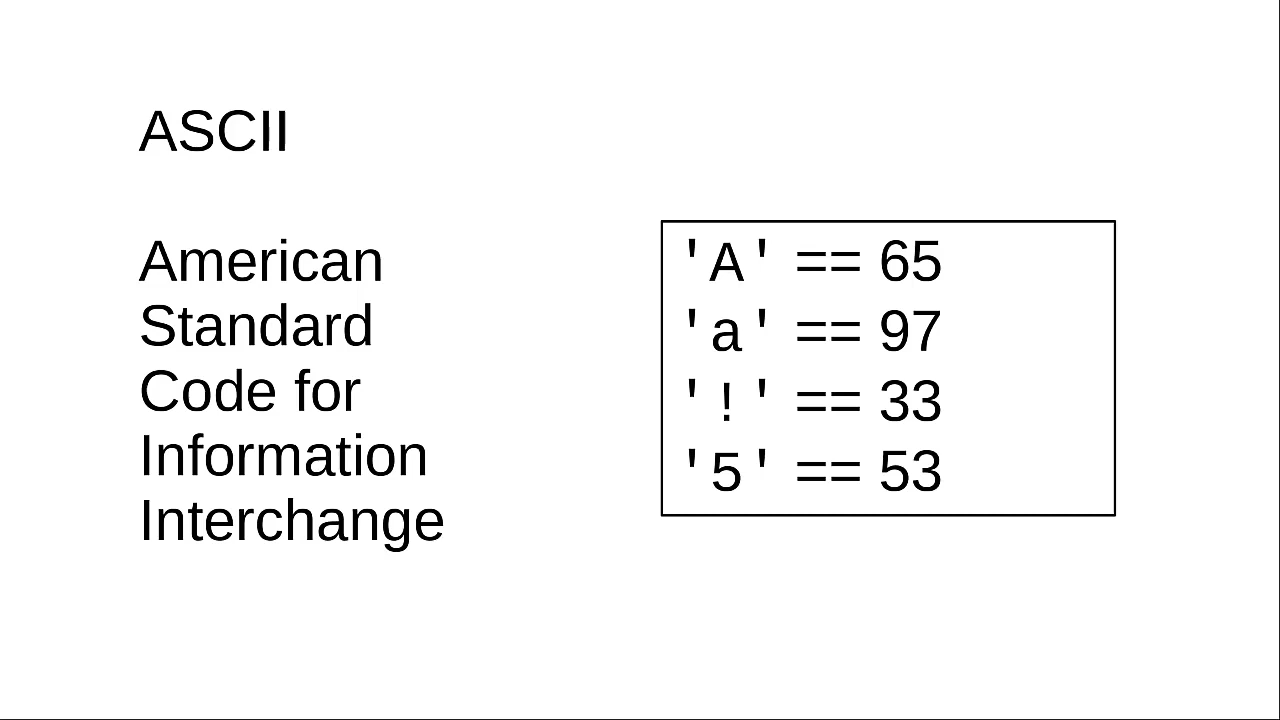 ASCII
American
Standard
Code for
Information
Interchange
'A' == 65
'a' == 97
'!' == 33
'5' == 53